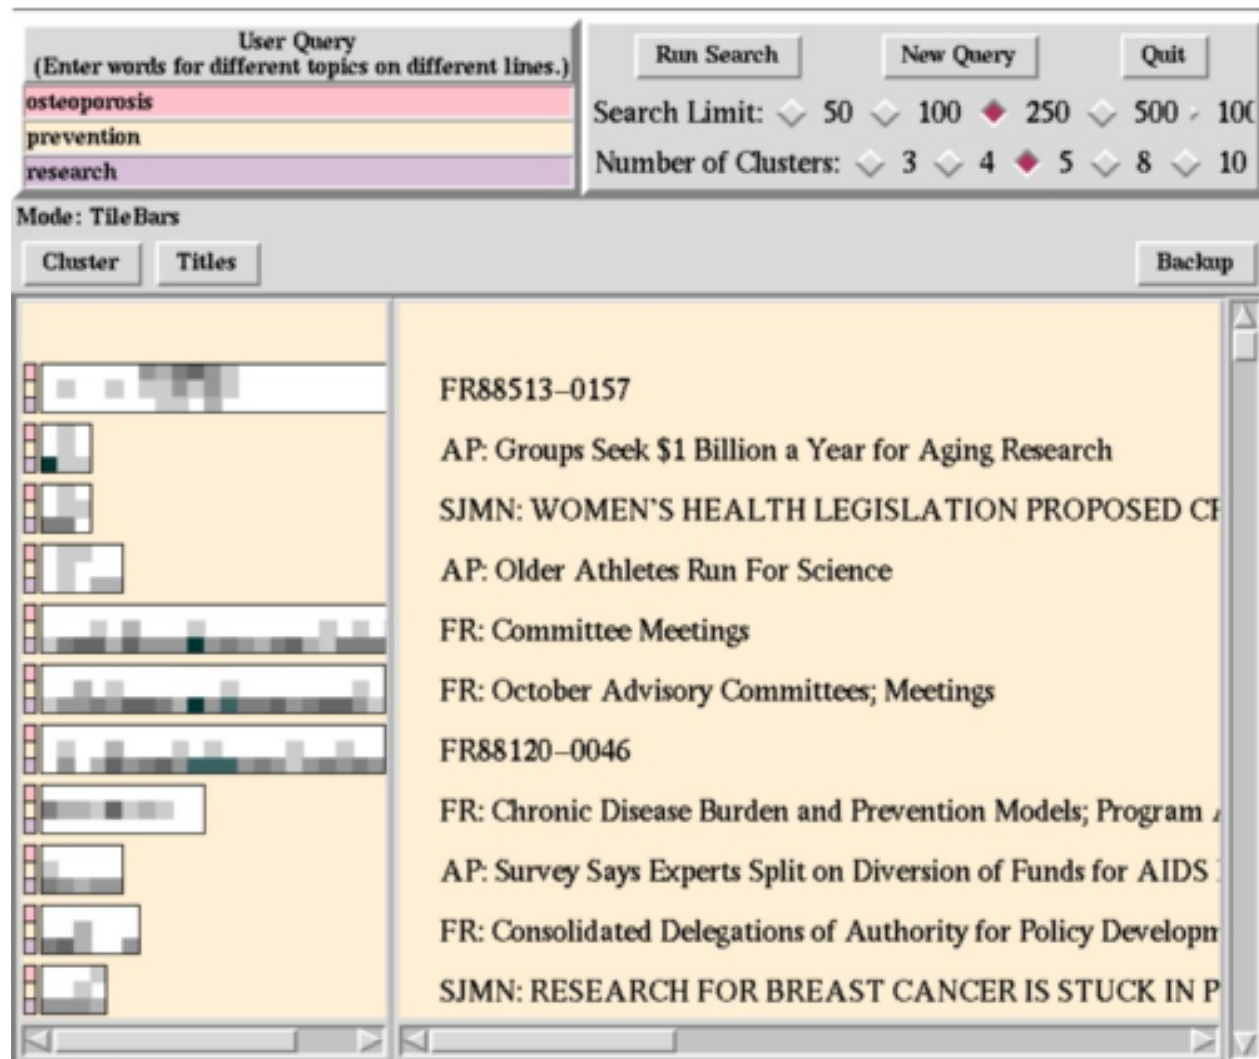 User Query
(Enter words for different topics on different lines.)
osteoporosis
prevention
research
Run Search New Query Quit
Search Limit: 50 100 250 500
Number of Clusters: 3 4 5 8 10
Mode: TileBars
Cluster Titles Backup
FR88513-0157
AP: Groups Seek $1 Billion a Year for Aging Research
SJMN: WOMEN'S HEALTH LEGISLATION PROPOSED
AP: Older Athletes Run For Science
FR: Committee Meetings
FR: October Advisory Committees; Meetings
FR88120-0046
FR: Chronic Disease Burden and Prevention Models; Program
AP: Survey Says Experts Split on Diversion of Funds for AIDS
FR: Consolidated Delegations of Authority for Policy
SJMN: RESEARCH FOR BREAST CANCER IS STUCK IN